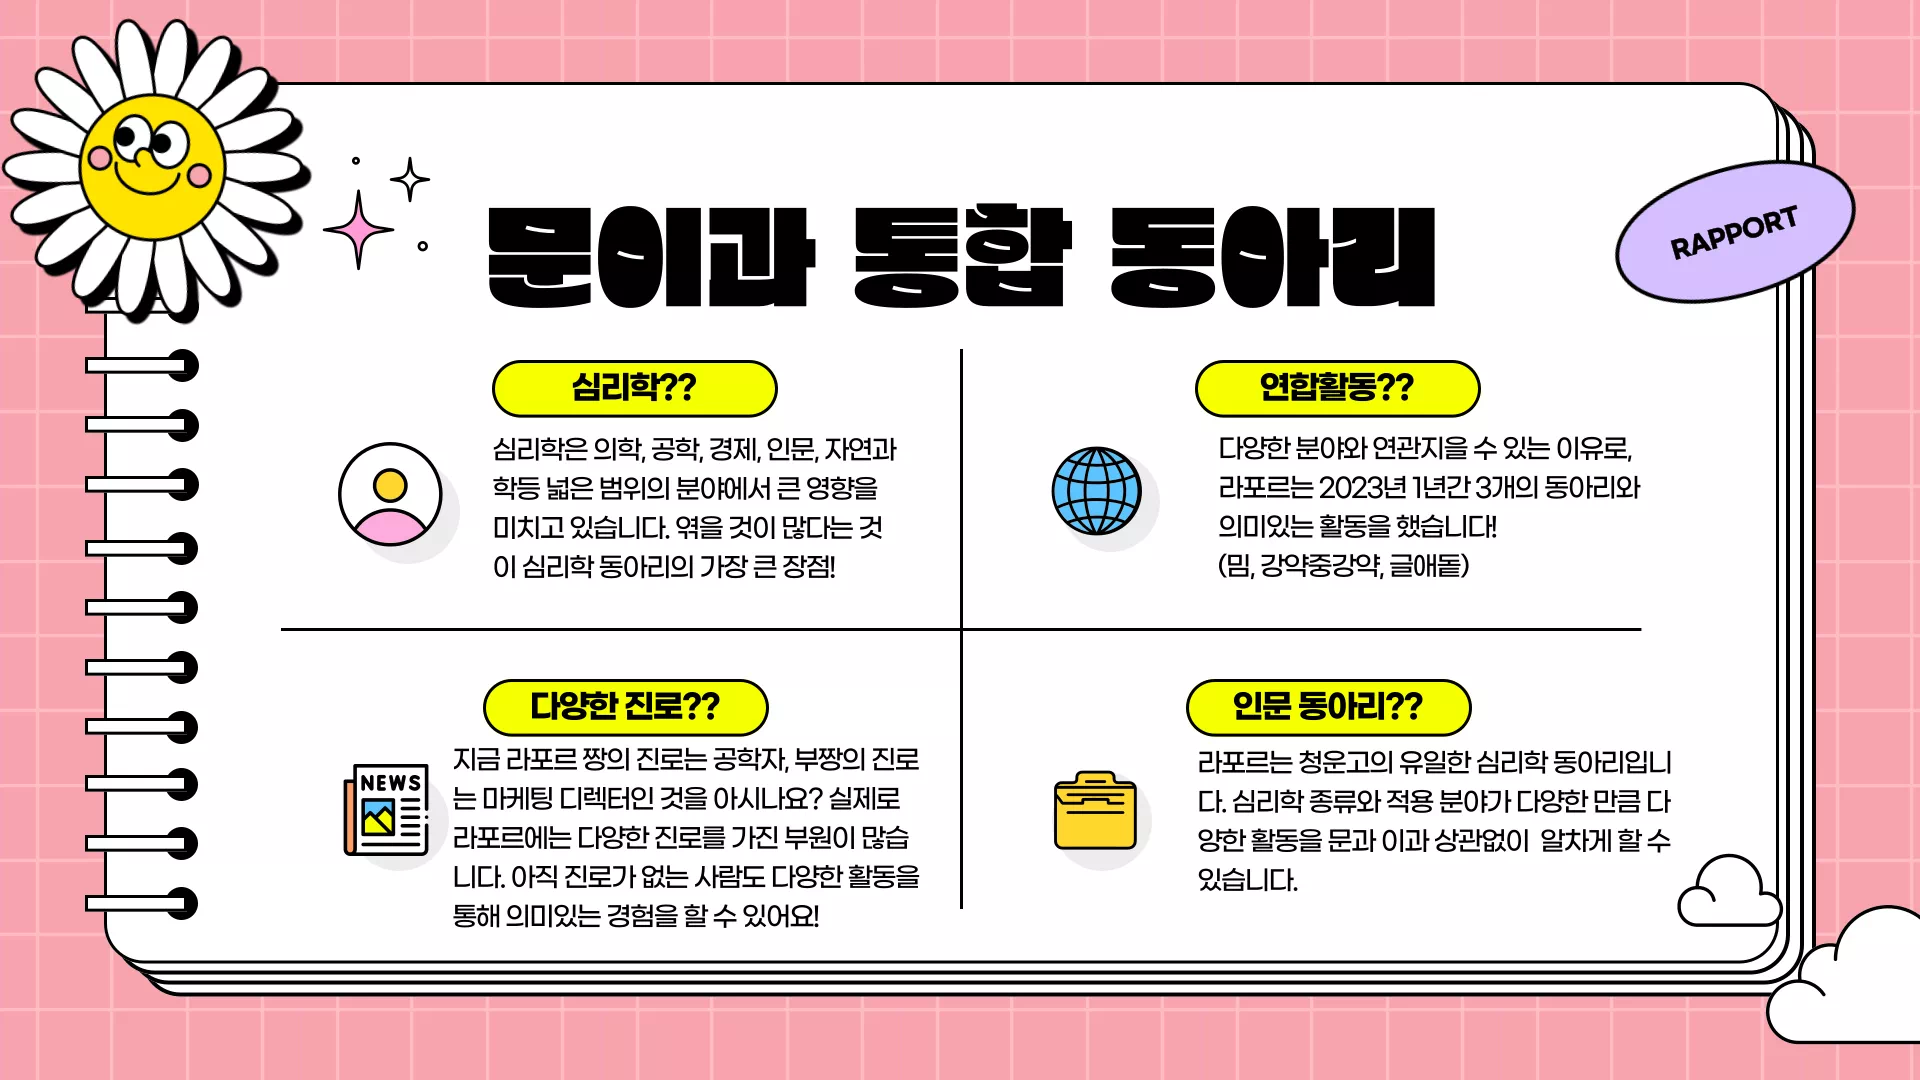 문이과 통합 동아리
RAPPORT
심리학??
심리학은 의학, 공학, 경제, 인문, 자연과
학등 넓은 범위의 분야에서 큰 영향을
미치고 있습니다. 엮을 것이 많다는 것
이 심리학 동아리의 가장 큰 장점!
연합활동??
다양한 분야와 연관지을 수 있는 이유로,
라포르는 2023년 1년간 3개의 동아리와
의미있는 활동을 했습니다!
(밈, 강약중강약, 글애돝)
다양한 진로??
NEWS
지금 라포르 짱의 진로는 공학자, 부짱의 진로
는 마케팅 디렉터인 것을 아시나요? 실제로
라포르에는 다양한 진로를 가진 부원이 많습
니다. 아직 진로가 없는 사람도 다양한 활동을
통해 의미있는 경험을 할 수 있어요!
인문 동아리??
라포르는 청운고의 유일한 심리학 동아리입니
다. 심리학 종류와 적용 분야가 다양한 만큼 다
양한 활동을 문과 이과 상관없이  알차게 할 수
있습니다.